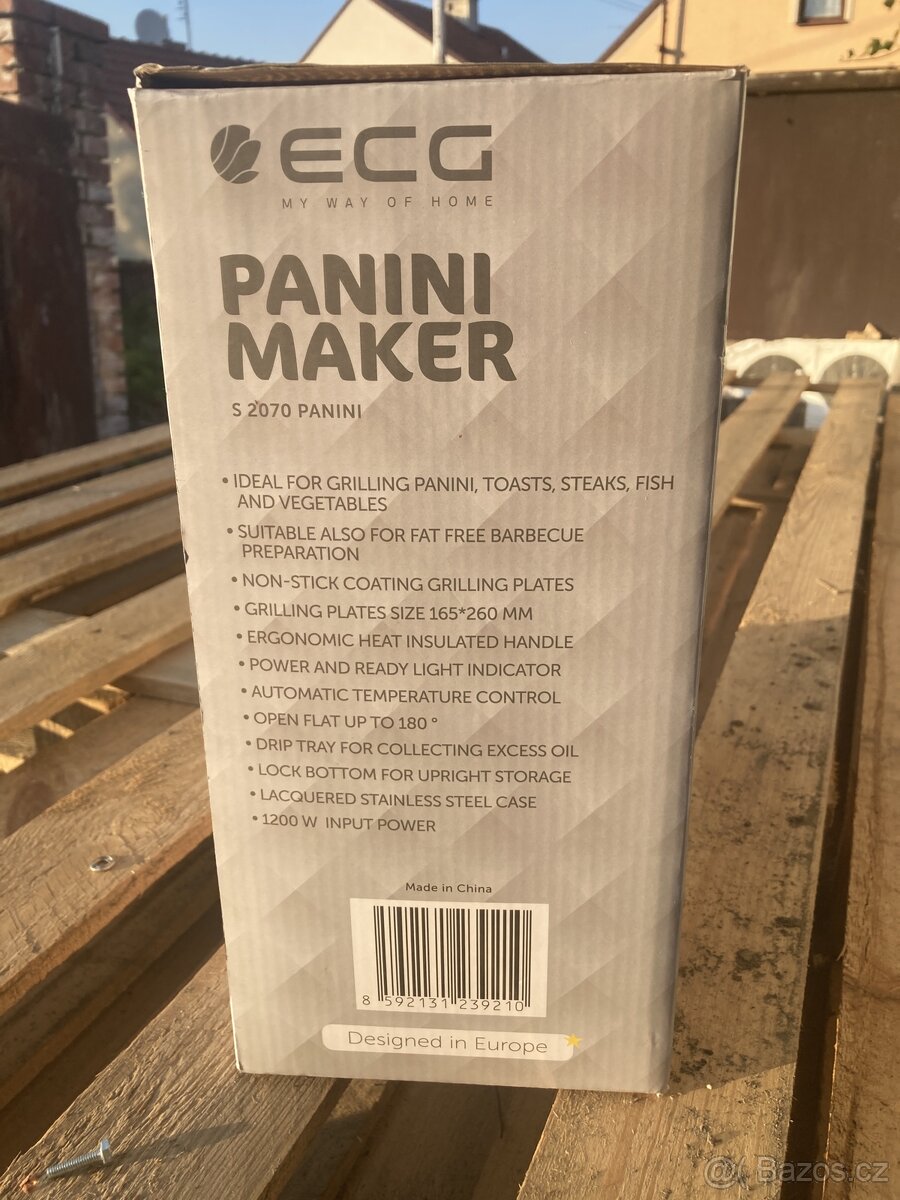 ECG
MY WAY OF HOME
PANINI
MAKER
S 2070 PANINI
• IDEAL FOR GRILLING PANINI, TOASTS, STEAKS, FISH
AND VEGETABLES
• SUITABLE ALSO FOR FAT FREE BARBECUE
PREPARATION
• NON-STICK COATING GRILLING PLATES
• GRILLING PLATES SIZE 165*260 MM
• ERGONOMIC HEAT INSULATED HANDLE
• POWER AND READY LIGHT INDICATOR
• AUTOMATIC TEMPERATURE CONTROL
• OPEN FLAT UP TO 180 °
• DRIP TRAY FOR COLLECTING EXCESS OIL
• LOCK BOTTOM FOR UPRIGHT STORAGE
• LACQUERED STAINLESS STEEL CASE
• 1200 W INPUT POWER
Made in China
8 592131 239210
Designed in Europe
@ Bazos.cz